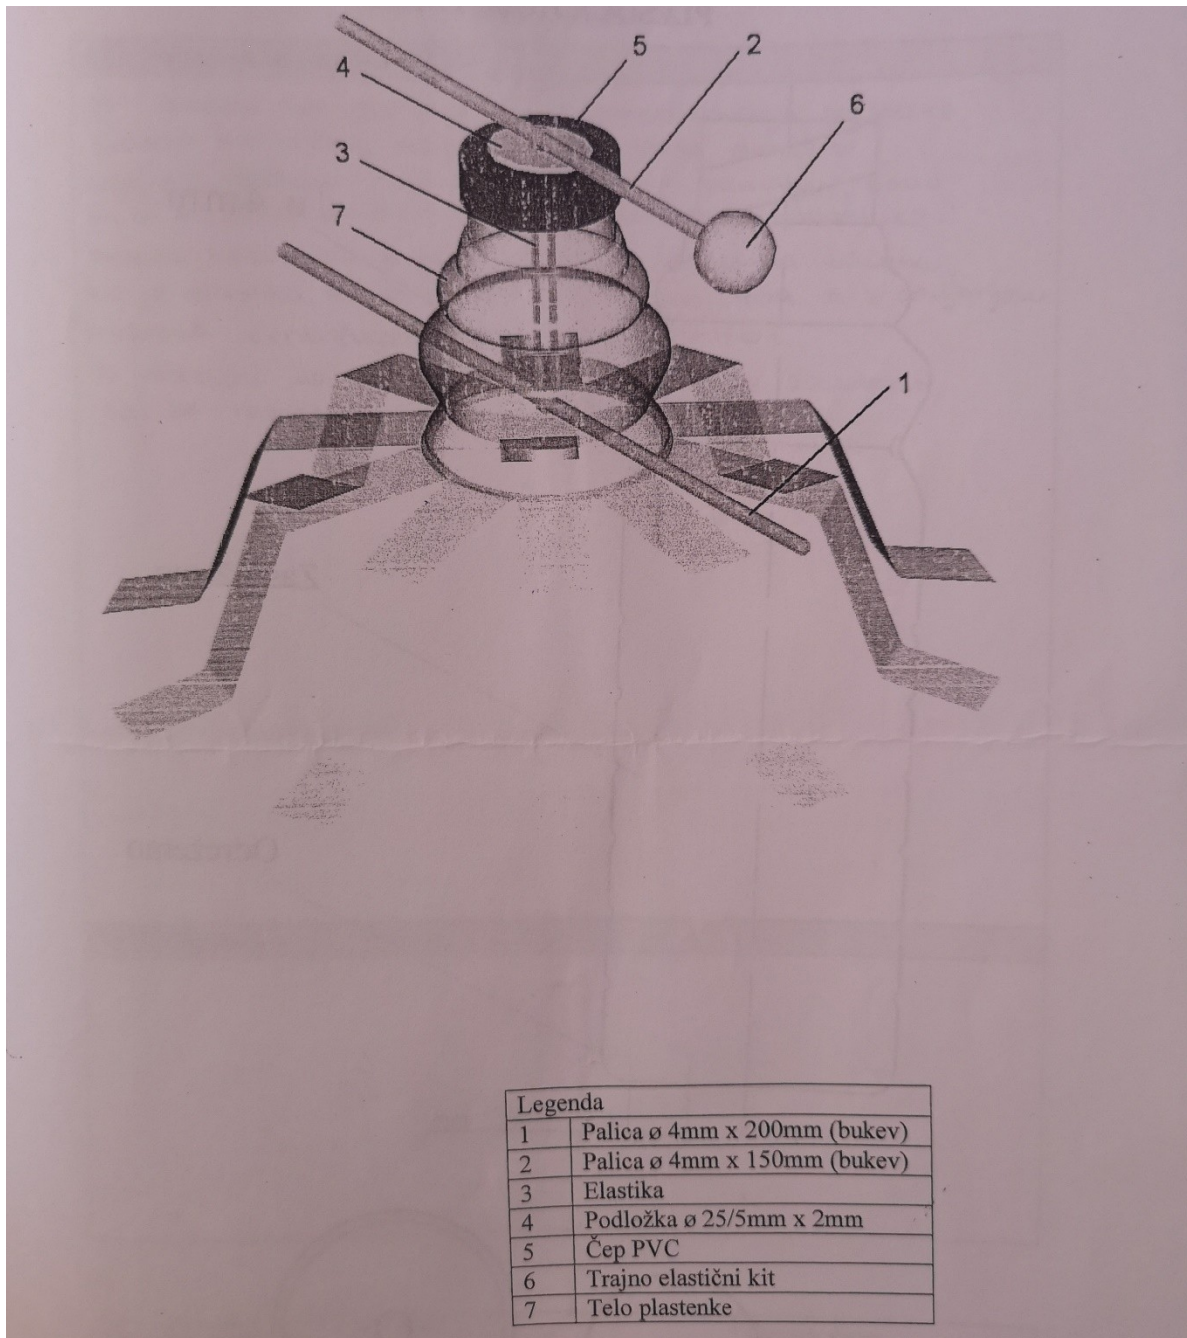 5
2
4
6
3
7
1
Legenda
1 Palica ø 4mm x 200mm (bukev)
2 Palica ø 4mm x 150mm (bukev)
3 Elastika
4 Podložka ø 25/5mm x 2mm
5 Čep PVC
6 Trajno elastični kit
7 Telo plastenke